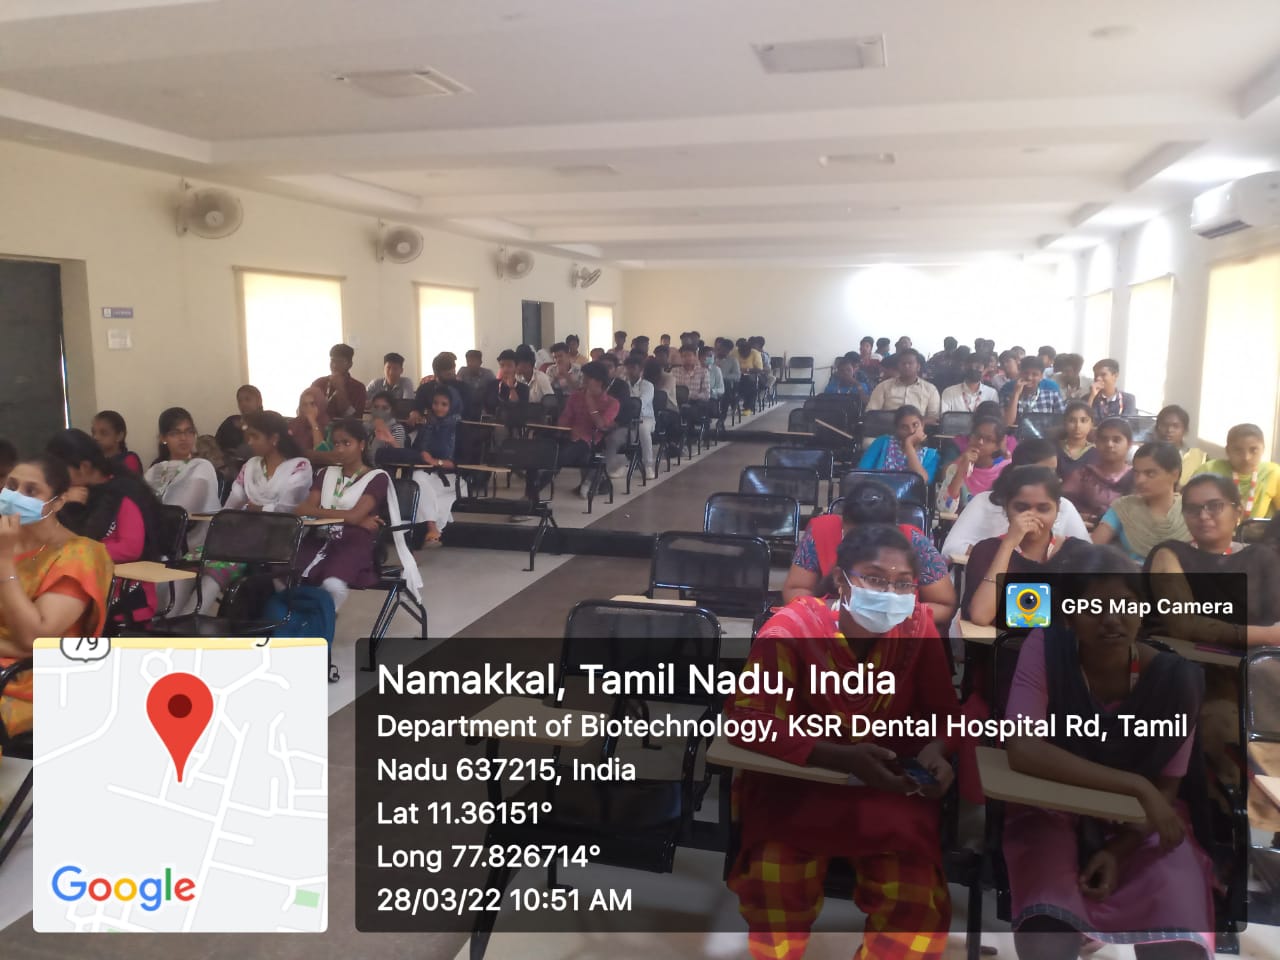 GPS Map Camera
79
Namakkal, Tamil Nadu, India
Department of Biotechnology, KSR Dental Hospital Rd, Tamil
Nadu 637215, India
Lat 11.36151°
Long 77.826714°
28/03/22 10:51 AM
Google